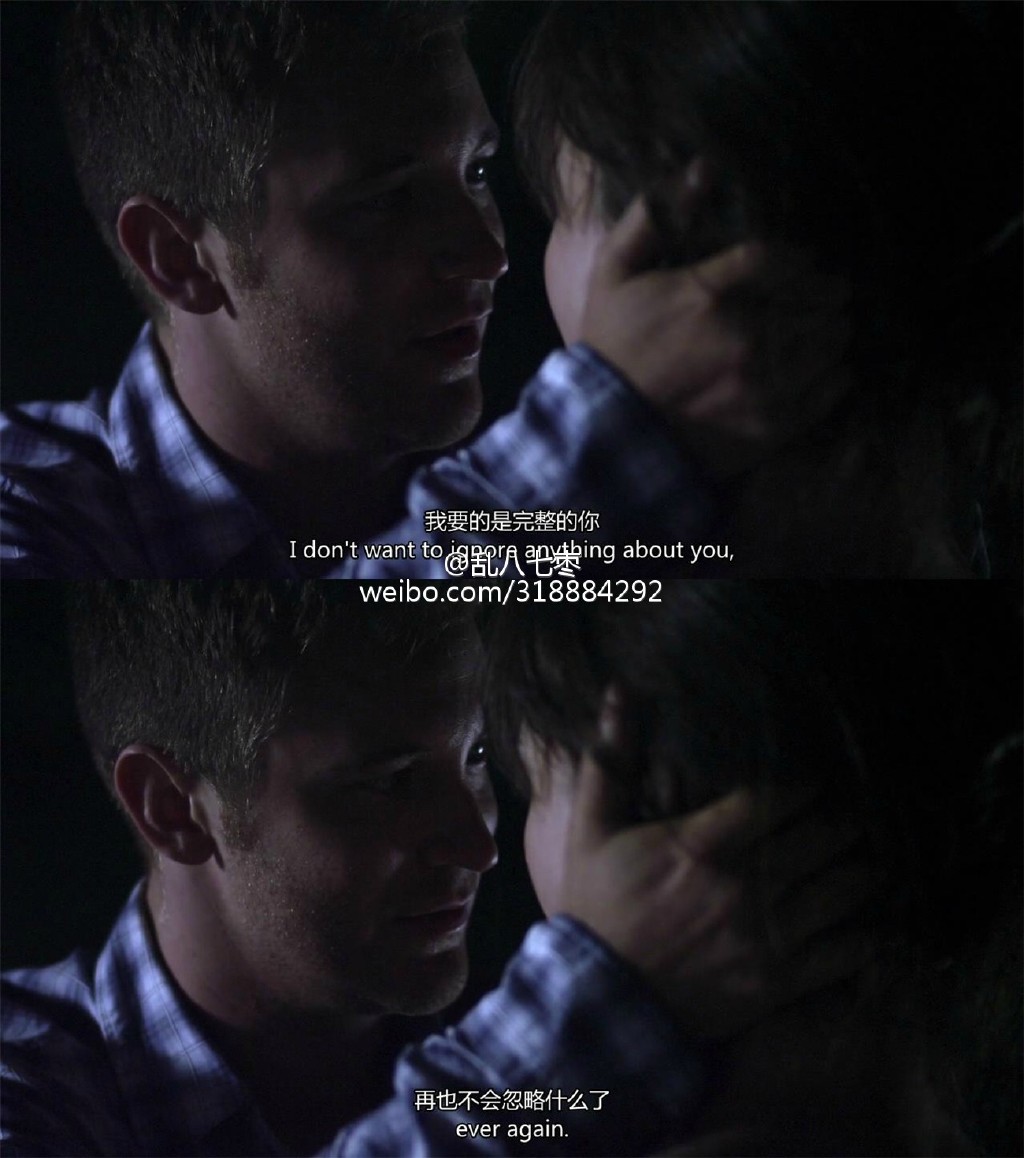 我要的是完整的你
I don't want to ignore anything about you,
@乱八七枣
weibo.com/318884292
再也不会忽略什么了
ever again.